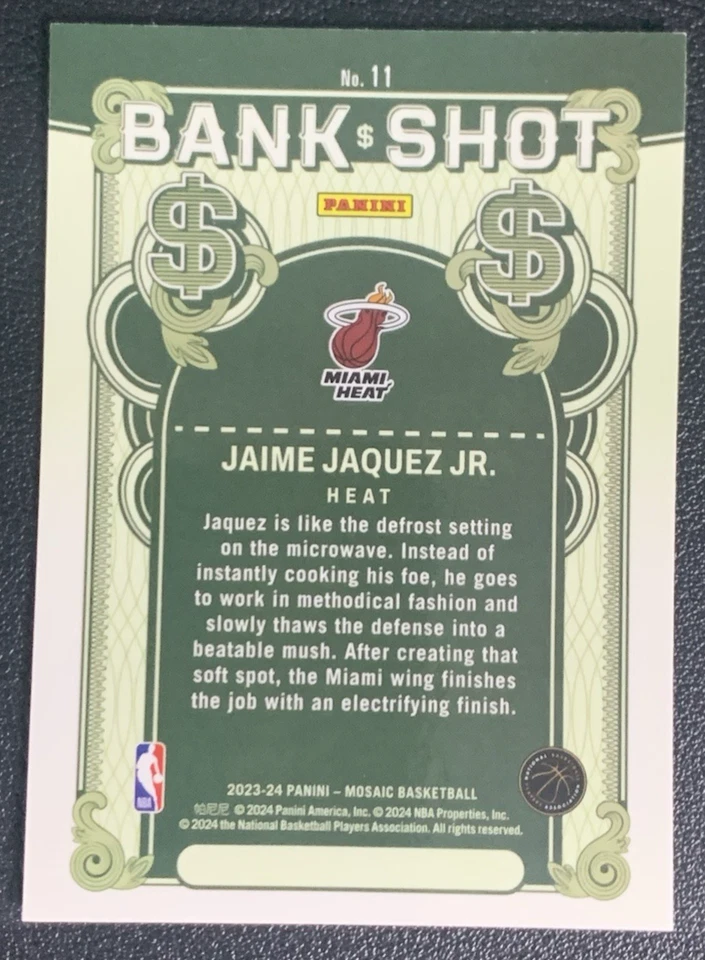 No. 11
BANK $ SHOT
$ $
PANINI
MIAMI
HEAT
JAIME JAQUEZ JR.
HEAT
Jaquez is like the defrost setting
on the microwave. Instead of
instantly cooking his foe, he goes
to work in methodical fashion and
slowly thaws the defense into a
beatable mush. After creating that
soft spot, the Miami wing finishes
the job with an electrifying finish.
NBA
NATIONAL BASKETBALL PLAYERS ASSOCIATION
2023-24 PANINI – MOSAIC BASKETBALL
帕尼尼 © 2024 Panini America, Inc. © 2024 NBA Properties, Inc.
© 2024 the National Basketball Players Association. All rights reserved.